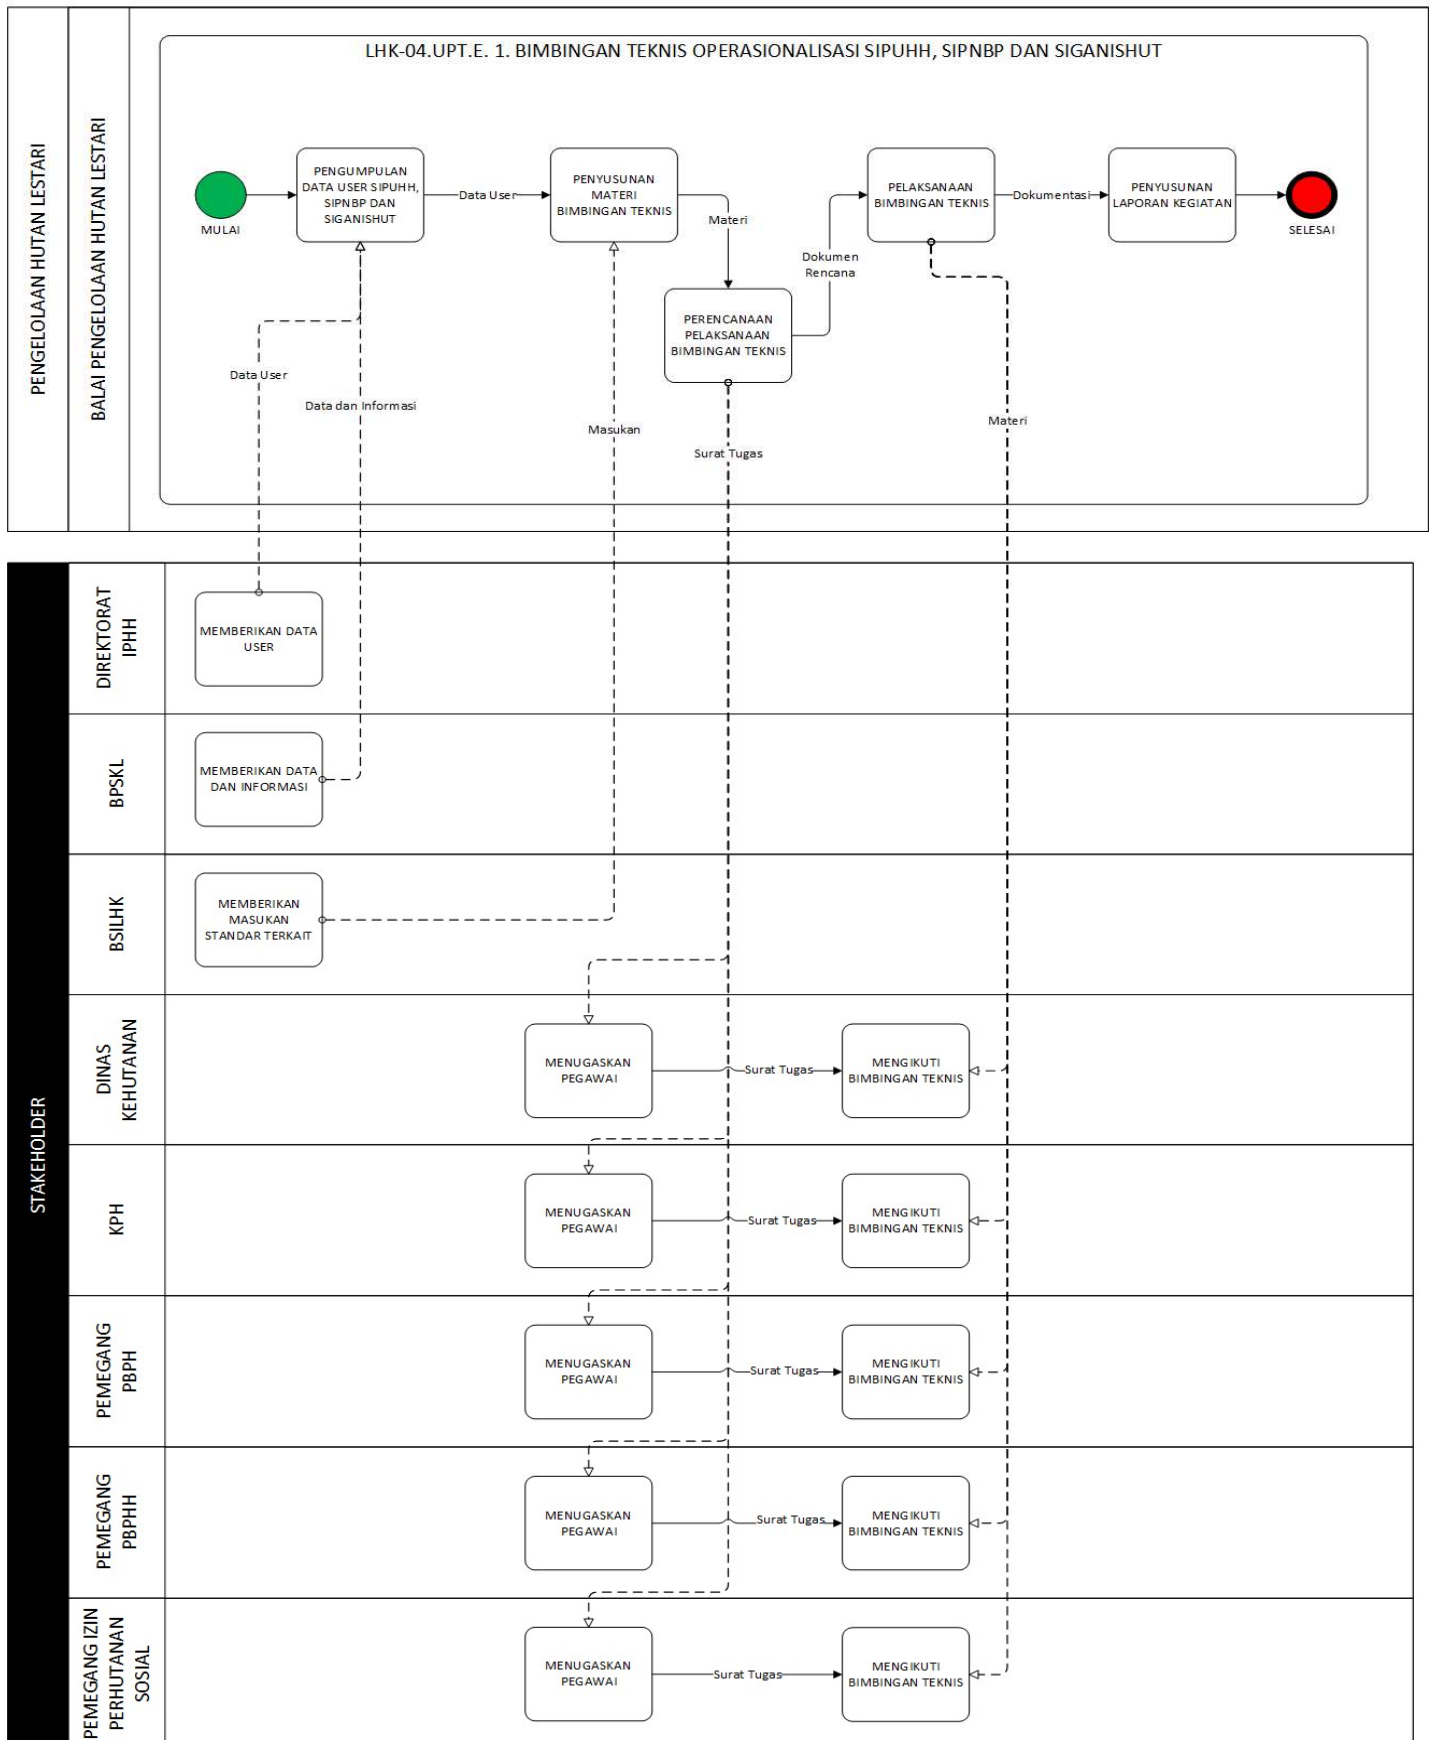 LHK-04.UPT.E. 1. BIMBINGAN TEKNIS OPERASIONALISASI SIPUHH, SIPNBP DAN SIGANISHUT
PENGELOLAAN HUTAN LESTARI
BALAI PENGELOLAAN HUTAN LESTARI
MULAI
PENGUMPULAN
DATA USER SIPUHH,
SIPNBP DAN
SIGANISHUT
Data User
PENYUSUNAN
MATERI
BIMBINGAN TEKNIS
Materi
PERENCANAAN
PELAKSANAAN
BIMBINGAN TEKNIS
Dokumen
Rencana
PELAKSANAAN
BIMBINGAN TEKNIS
Dokumentasi
PENYUSUNAN
LAPORAN KEGIATAN
SELESAI
Data User
Data dan Informasi
Masukan
Surat Tugas
Materi
STAKEHOLDER
DIREKTORAT
IPHH
MEMBERIKAN DATA
USER
BPSKL
MEMBERIKAN DATA
DAN INFORMASI
BSILHK
MEMBERIKAN
MASUKAN
STANDAR TERKAIT
DINAS
KEHUTANAN
MENUGASKAN
PEGAWAI
Surat Tugas
MENGIKUTI
BIMBINGAN TEKNIS
KPH
MENUGASKAN
PEGAWAI
Surat Tugas
MENGIKUTI
BIMBINGAN TEKNIS
PEMEGANG
PBPH
MENUGASKAN
PEGAWAI
Surat Tugas
MENGIKUTI
BIMBINGAN TEKNIS
PEMEGANG
PBPHH
MENUGASKAN
PEGAWAI
Surat Tugas
MENGIKUTI
BIMBINGAN TEKNIS
PEMEGANG IZIN
PERHUTANAN
SOSIAL
MENUGASKAN
PEGAWAI
Surat Tugas
MENGIKUTI
BIMBINGAN TEKNIS